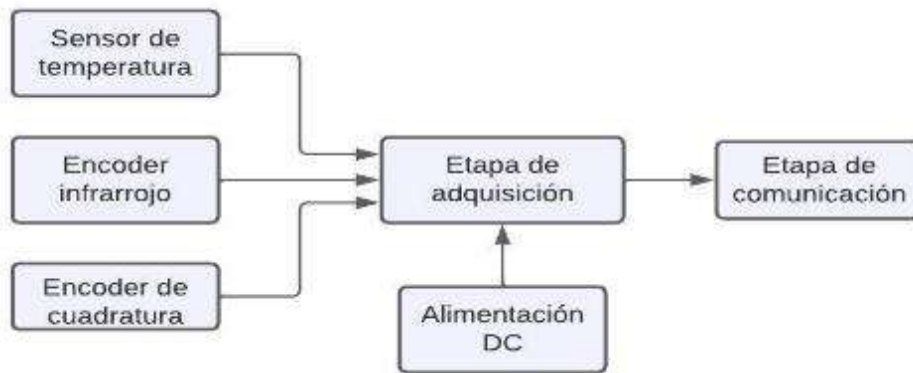 Sensor de
temperatura
Encoder
infrarrojo
Encoder de
cuadratura
Etapa de
adquisición
Alimentación
DC
Etapa de
comunicación